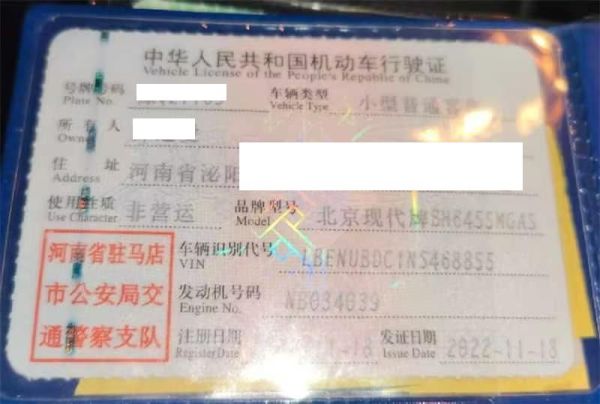 中华人民共和国机动车行驶证
Vehicle License of the People's Republic of China
号牌号码 车辆类型 小型普通客
Plate No. Vehicle Type
所有人
Owner
住址 河南省泌阳
Address
使用性质 非营运 品牌型号 北京现代牌BH6455MGAS
Use Character Model
河南省驻马店
市公安局交
通警察支队
车辆识别代号 LBENUBDC1NS468855
VIN
发动机号码 NB034039
Engine No.
注册日期 11-18 发证日期 2022-11-18
Register Date Issue Date